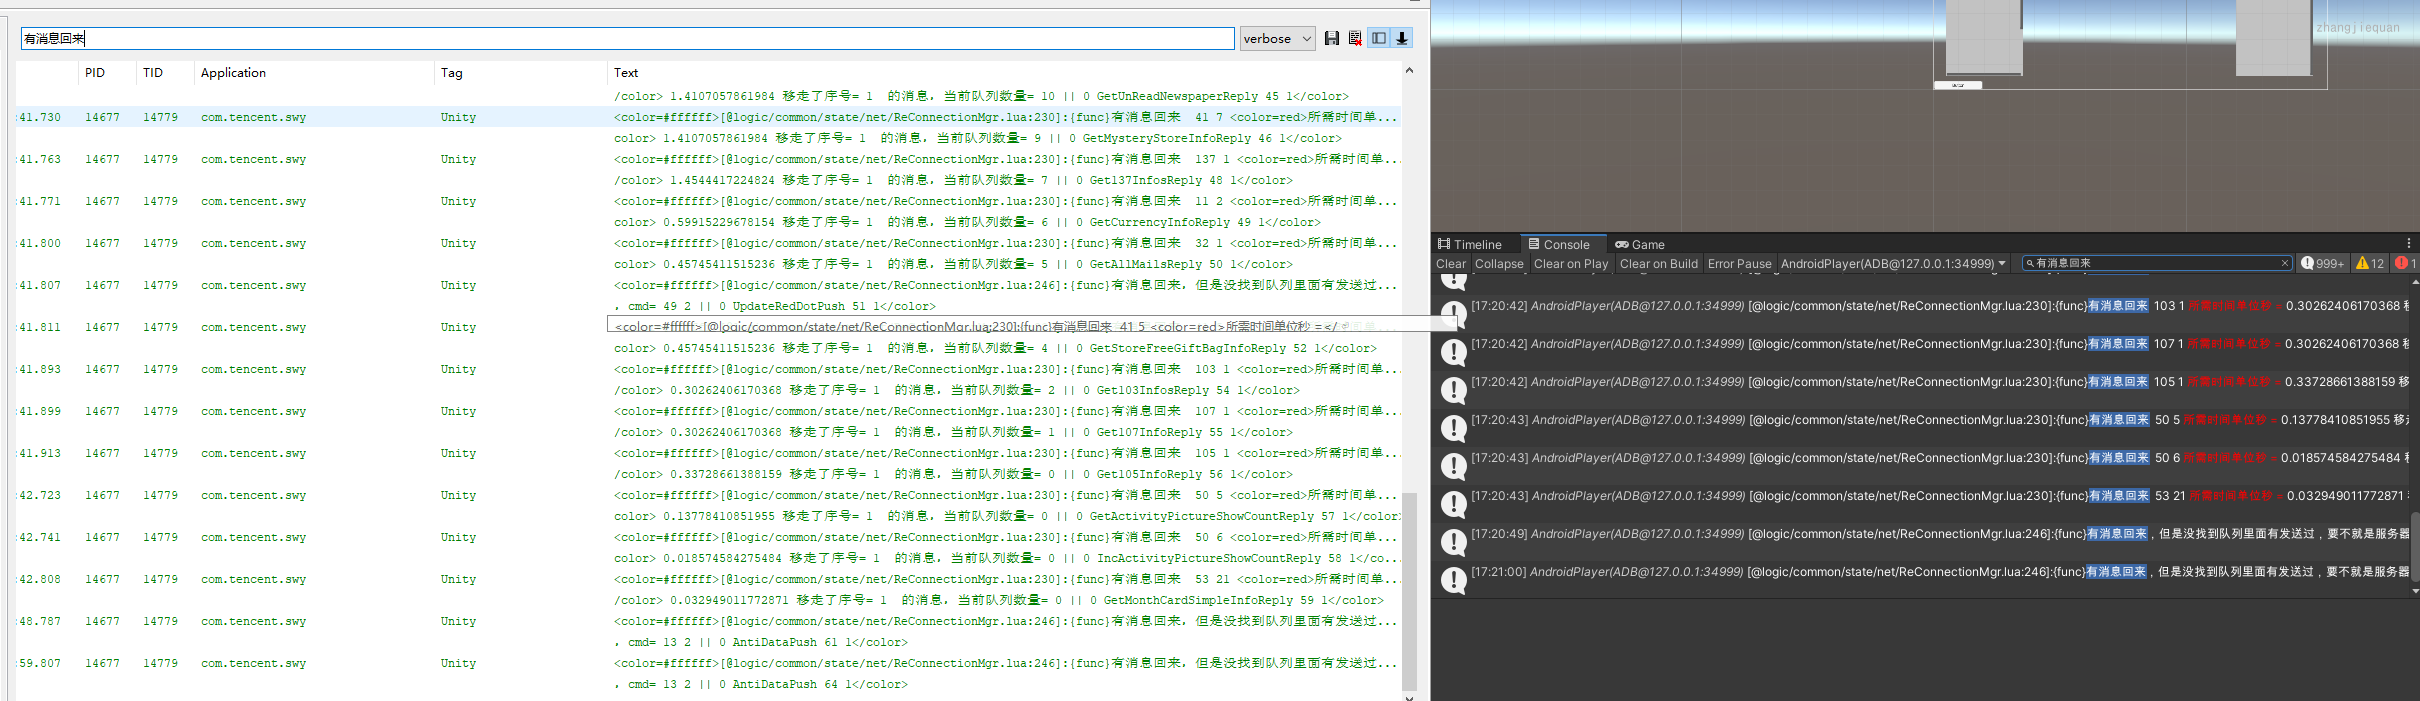 有消息回来
verbose
PID TID Application Tag Text
/color> 1.4107057861984 移走了序号= 1 的消息，当前队列数量= 10 || 0 GetUnReadNewspaperReply 45 1</color>
:41.730 14677 14779 com.tencent.swy Unity <color=#ffffff>[@logic/common/state/net/ReConnectionMgr.lua:230]:{func}有消息回来 41 7 <color=red>所需时间单...
color> 1.4107057861984 移走了序号= 1 的消息，当前队列数量= 9 || 0 GetMysteryStoreInfoReply 46 1</color>
:41.763 14677 14779 com.tencent.swy Unity <color=#ffffff>[@logic/common/state/net/ReConnectionMgr.lua:230]:{func}有消息回来 137 1 <color=red>所需时间单...
/color> 1.4544417224824 移走了序号= 1 的消息，当前队列数量= 7 || 0 Get137InfosReply 48 1</color>
:41.771 14677 14779 com.tencent.swy Unity <color=#ffffff>[@logic/common/state/net/ReConnectionMgr.lua:230]:{func}有消息回来 11 2 <color=red>所需时间单...
color> 0.59915229678154 移走了序号= 1 的消息，当前队列数量= 6 || 0 GetCurrencyInfoReply 49 1</color>
:41.800 14677 14779 com.tencent.swy Unity <color=#ffffff>[@logic/common/state/net/ReConnectionMgr.lua:230]:{func}有消息回来 32 1 <color=red>所需时间单...
color> 0.45745411515236 移走了序号= 1 的消息，当前队列数量= 5 || 0 GetAllMailsReply 50 1</color>
:41.807 14677 14779 com.tencent.swy Unity <color=#ffffff>[@logic/common/state/net/ReConnectionMgr.lua:246]:{func}有消息回来，但是没找到队列里面有发送过...
, cmd= 49 2 || 0 UpdateRedDotPush 51 1</color>
:41.811 14677 14779 com.tencent.swy Unity <color=#ffffff>[@logic/common/state/net/ReConnectionMgr.lua:230]:{func}有消息回来 41 5 <color=red>所需时间单位秒 =</
color> 0.45745411515236 移走了序号= 1 的消息，当前队列数量= 4 || 0 GetStoreFreeGiftBagInfoReply 52 1</color>
:41.893 14677 14779 com.tencent.swy Unity <color=#ffffff>[@logic/common/state/net/ReConnectionMgr.lua:230]:{func}有消息回来 103 1 <color=red>所需时间单...
/color> 0.30262406170368 移走了序号= 1 的消息，当前队列数量= 2 || 0 Get103InfosReply 54 1</color>
:41.899 14677 14779 com.tencent.swy Unity <color=#ffffff>[@logic/common/state/net/ReConnectionMgr.lua:230]:{func}有消息回来 107 1 <color=red>所需时间单...
/color> 0.30262406170368 移走了序号= 1 的消息，当前队列数量= 1 || 0 Get107InfoReply 55 1</color>
:41.913 14677 14779 com.tencent.swy Unity <color=#ffffff>[@logic/common/state/net/ReConnectionMgr.lua:230]:{func}有消息回来 105 1 <color=red>所需时间单...
/color> 0.33728661388159 移走了序号= 1 的消息，当前队列数量= 0 || 0 Get105InfoReply 56 1</color>
:42.723 14677 14779 com.tencent.swy Unity <color=#ffffff>[@logic/common/state/net/ReConnectionMgr.lua:230]:{func}有消息回来 50 5 <color=red>所需时间单...
color> 0.13778410851955 移走了序号= 1 的消息，当前队列数量= 0 || 0 GetActivityPictureShowCountReply 57 1</color>
:42.741 14677 14779 com.tencent.swy Unity <color=#ffffff>[@logic/common/state/net/ReConnectionMgr.lua:230]:{func}有消息回来 50 6 <color=red>所需时间单...
color> 0.018574584275484 移走了序号= 1 的消息，当前队列数量= 0 || 0 IncActivityPictureShowCountReply 58 1</co...
:42.808 14677 14779 com.tencent.swy Unity <color=#ffffff>[@logic/common/state/net/ReConnectionMgr.lua:230]:{func}有消息回来 53 21 <color=red>所需时间单...
/color> 0.032949011772871 移走了序号= 1 的消息，当前队列数量= 0 || 0 GetMonthCardSimpleInfoReply 59 1</color>
:48.787 14677 14779 com.tencent.swy Unity <color=#ffffff>[@logic/common/state/net/ReConnectionMgr.lua:246]:{func}有消息回来，但是没找到队列里面有发送过...
, cmd= 13 2 || 0 AntiDataPush 61 1</color>
:59.807 14677 14779 com.tencent.swy Unity <color=#ffffff>[@logic/common/state/net/ReConnectionMgr.lua:246]:{func}有消息回来，但是没找到队列里面有发送过...
, cmd= 13 2 || 0 AntiDataPush 64 1</color>
zhangjiequan
Timeline Console Game
Clear Collapse Clear on Play Clear on Build Error Pause AndroidPlayer(ADB@127.0.0.1:34999) 有消息回来 999+ 12 1
[17:20:42] AndroidPlayer(ADB@127.0.0.1:34999) [@logic/common/state/net/ReConnectionMgr.lua:230]:{func}有消息回来 103 1 所需时间单位秒 = 0.30262406170368 移
[17:20:42] AndroidPlayer(ADB@127.0.0.1:34999) [@logic/common/state/net/ReConnectionMgr.lua:230]:{func}有消息回来 107 1 所需时间单位秒 = 0.30262406170368 移
[17:20:42] AndroidPlayer(ADB@127.0.0.1:34999) [@logic/common/state/net/ReConnectionMgr.lua:230]:{func}有消息回来 105 1 所需时间单位秒 = 0.33728661388159 移
[17:20:43] AndroidPlayer(ADB@127.0.0.1:34999) [@logic/common/state/net/ReConnectionMgr.lua:230]:{func}有消息回来 50 5 所需时间单位秒 = 0.13778410851955 移走
[17:20:43] AndroidPlayer(ADB@127.0.0.1:34999) [@logic/common/state/net/ReConnectionMgr.lua:230]:{func}有消息回来 50 6 所需时间单位秒 = 0.018574584275484 移
[17:20:43] AndroidPlayer(ADB@127.0.0.1:34999) [@logic/common/state/net/ReConnectionMgr.lua:230]:{func}有消息回来 53 21 所需时间单位秒 = 0.032949011772871
[17:20:49] AndroidPlayer(ADB@127.0.0.1:34999) [@logic/common/state/net/ReConnectionMgr.lua:246]:{func}有消息回来，但是没找到队列里面有发送过，要不就是服务器
[17:21:00] AndroidPlayer(ADB@127.0.0.1:34999) [@logic/common/state/net/ReConnectionMgr.lua:246]:{func}有消息回来，但是没找到队列里面有发送过，要不就是服务器